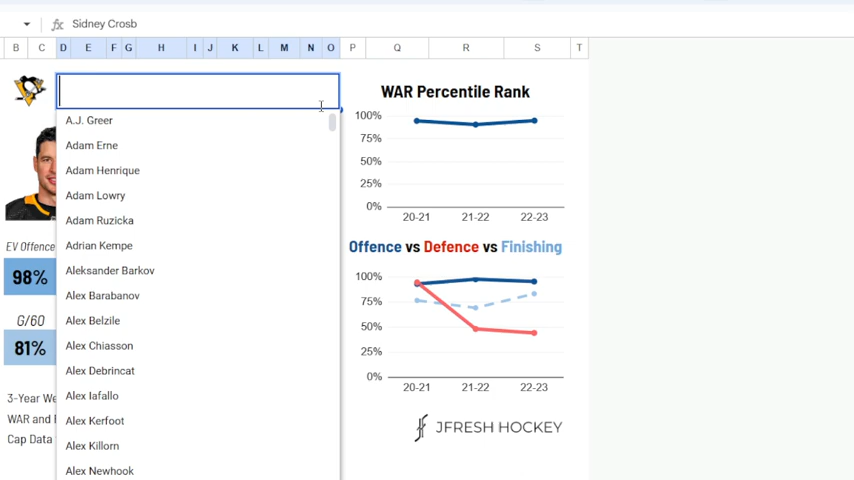 Sidney Crosb
B C D E F G H I J K L M N O P Q R S T
A.J. Greer
Adam Erne
Adam Henrique
Adam Lowry
Adam Ruzicka
Adrian Kempe
Aleksander Barkov
Alex Barabanov
Alex Belzile
Alex Chiasson
Alex Debrincat
Alex Iafallo
Alex Kerfoot
Alex Killorn
Alex Newhook
EV Offence
98%
G/60
81%
3-Year We
WAR and
Cap Data
WAR Percentile Rank
100%
75%
50%
25%
0%
20-21 21-22 22-23
Offence vs Defence vs Finishing
100%
75%
50%
25%
0%
20-21 21-22 22-23
JFRESH HOCKEY